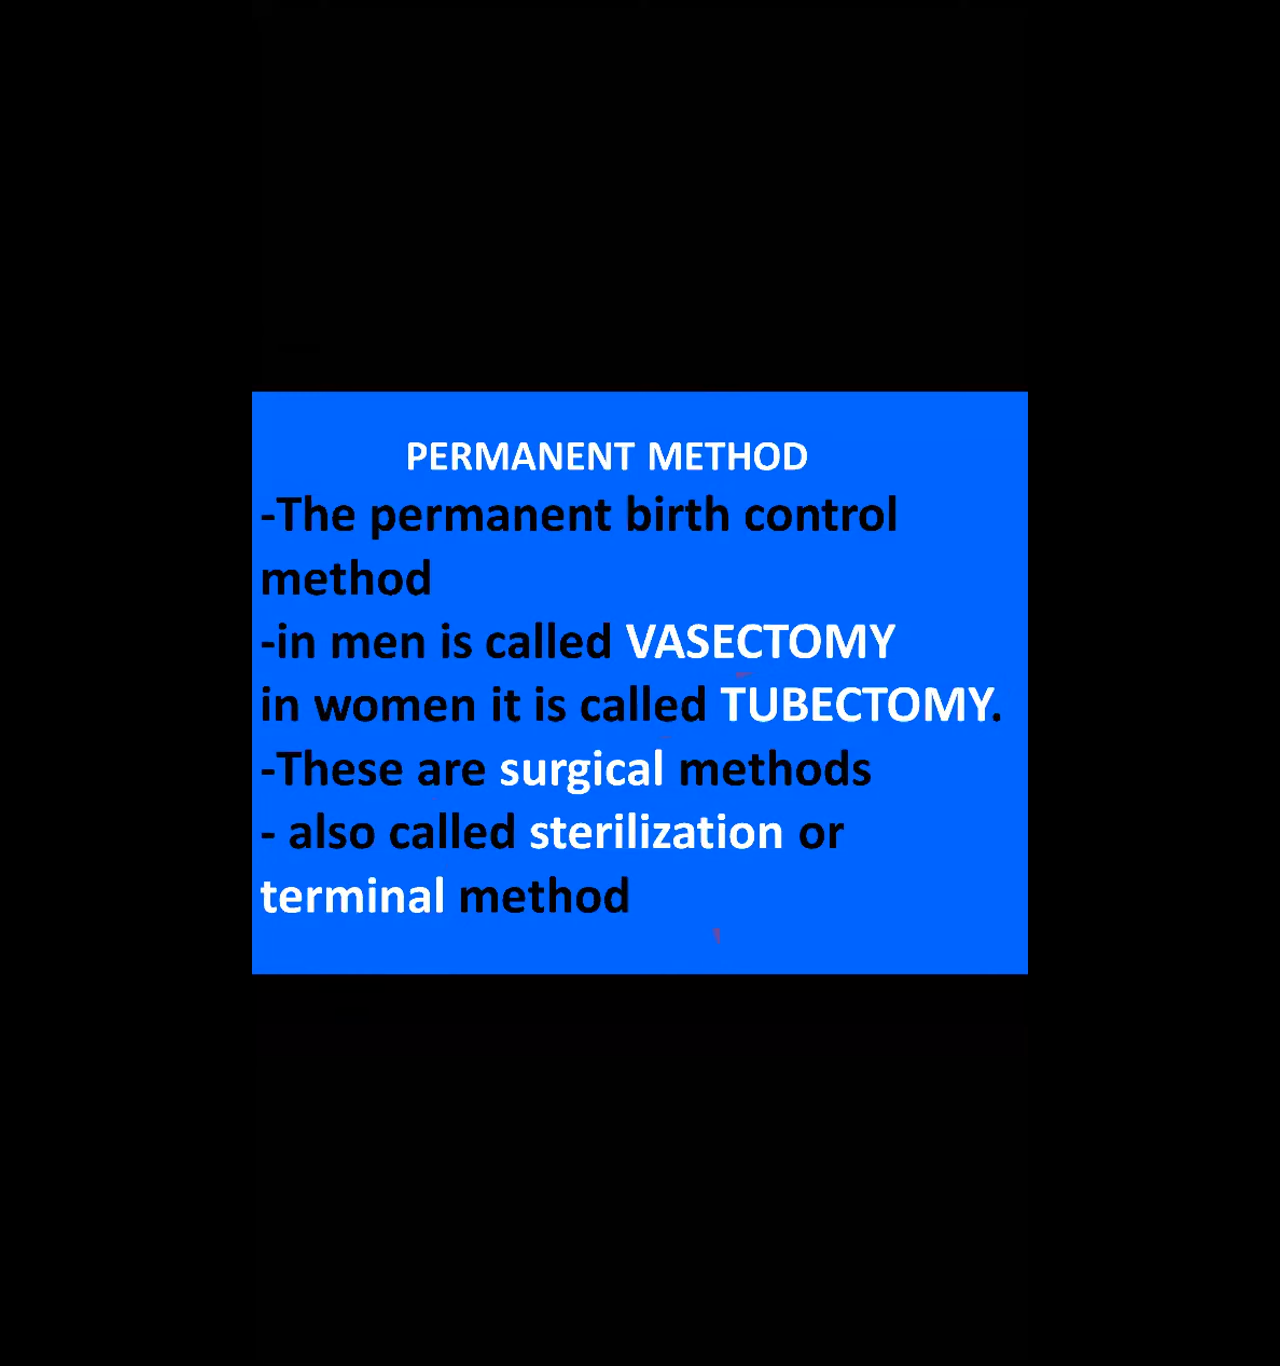 PERMANENT METHOD
-The permanent birth control
method
-in men is called VASECTOMY
in women it is called TUBECTOMY.
-These are surgical methods
- also called sterilization or
terminal method